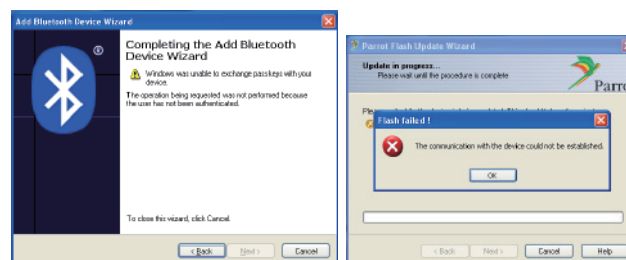 Add Bluetooth Device Wizard
Completing the Add Bluetooth
Device Wizard
Windows was unable to exchange passkeys with your
device.
The operation being requested was not performed because
the user has not been authenticated.
To close this wizard, click Cancel.
< Back Next > Cancel
Parrot Flash Update Wizard
Update in progress...
Please wait until the procedure is complete
Parro
Flash failed !
The communication with the device could not be established.
OK
< Back Next > Cancel Help